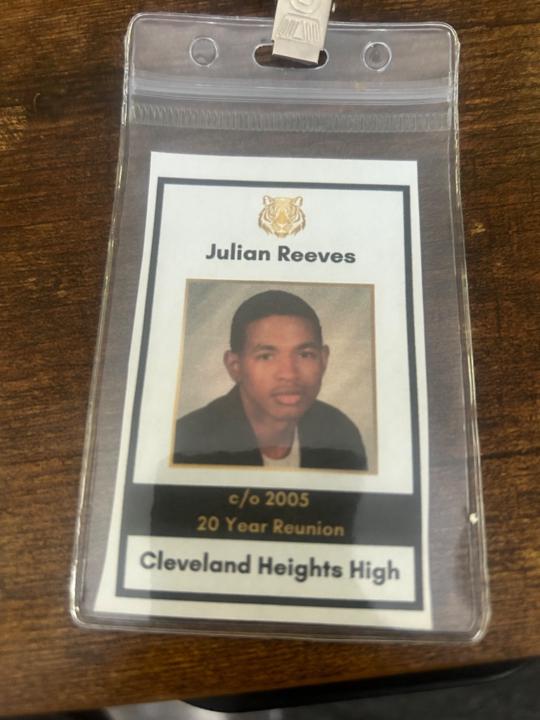 Julian Reeves
c/o 2005
20 Year Reunion
Cleveland Heights High